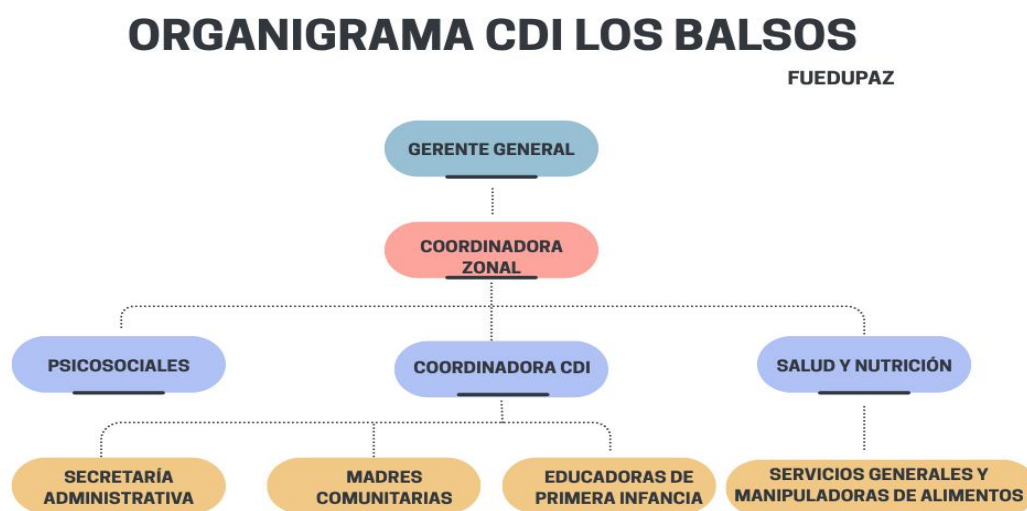 ORGANIGRAMA CDI LOS BALSOS
FUEDUPAZ
GERENTE GENERAL
COORDINADORA
ZONAL
PSICOSOCIALES
COORDINADORA CDI
SALUD Y NUTRICIÓN
SECRETARÍA
ADMINISTRATIVA
MADRES
COMUNITARIAS
EDUCADORAS DE
PRIMERA INFANCIA
SERVICIOS GENERALES Y
MANIPULADORAS DE ALIMENTOS